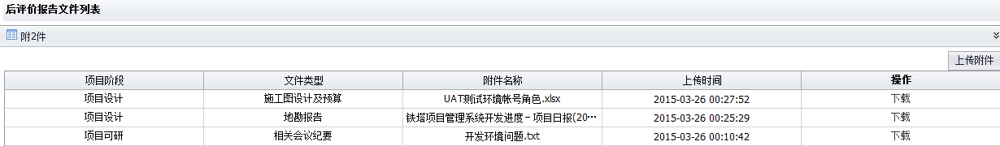 后评价报告文件列表
附2件
上传附件
项目阶段 文件类型 附件名称 上传时间 操作
项目设计 施工图设计及预算 UAT测试环境帐号角色.xlsx 2015-03-26 00:27:52 下载
项目设计 地勘报告 铁塔项目管理系统开发进度-项目日报(20… 2015-03-26 00:25:29 下载
项目可研 相关会议纪要 开发环境问题.txt 2015-03-26 00:10:42 下载